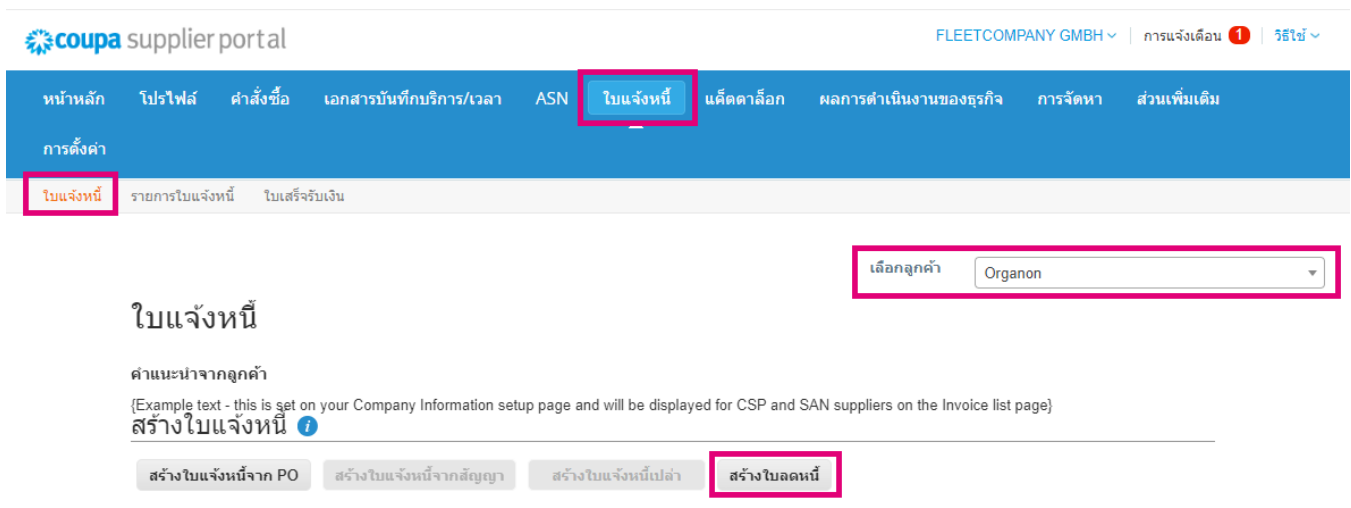 coupa supplier portal
FLEETCOMPANY GMBH
การแจ้งเตือน 1
วิธีใช้
หน้าหลัก โปรไฟล์ คำสั่งซื้อ เอกสารบันทึกบริการ/เวลา ASN ใบแจ้งหนี้ แค็ตตาล็อก ผลการดำเนินงานของธุรกิจ การจัดหา ส่วนเพิ่มเติม
การตั้งค่า
ใบแจ้งหนี้ รายการใบแจ้งหนี้ ใบเสร็จรับเงิน
เลือกลูกค้า Organon
ใบแจ้งหนี้
คำแนะนำจากลูกค้า
{Example text - this is set on your Company Information setup page and will be displayed for CSP and SAN suppliers on the Invoice list page}
สร้างใบแจ้งหนี้ i
สร้างใบแจ้งหนี้จาก PO สร้างใบแจ้งหนี้จากสัญญา สร้างใบแจ้งหนี้เปล่า สร้างใบลดหนี้